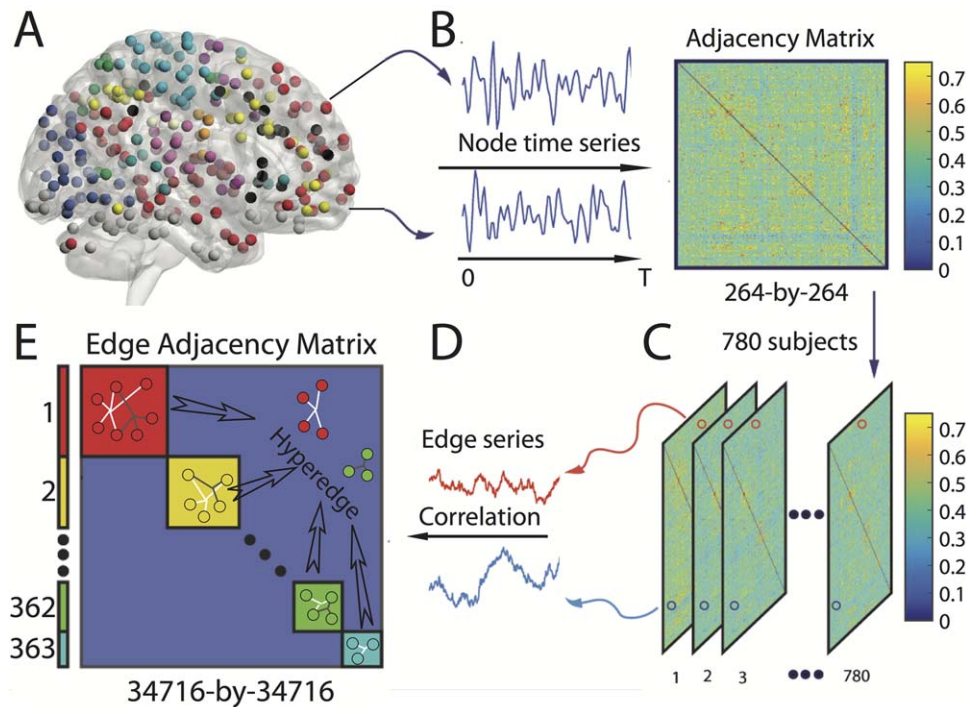 A
B
Adjacency Matrix
Node time series
0
T
264-by-264
0.7
0.6
0.5
0.4
0.3
0.2
0.1
0
780 subjects
C
0.7
0.6
0.5
0.4
0.3
0.2
0.1
0
1
2
3
780
D
Edge series
Correlation
E
Edge Adjacency Matrix
1
2
362
363
Hyperedge
34716-by-34716